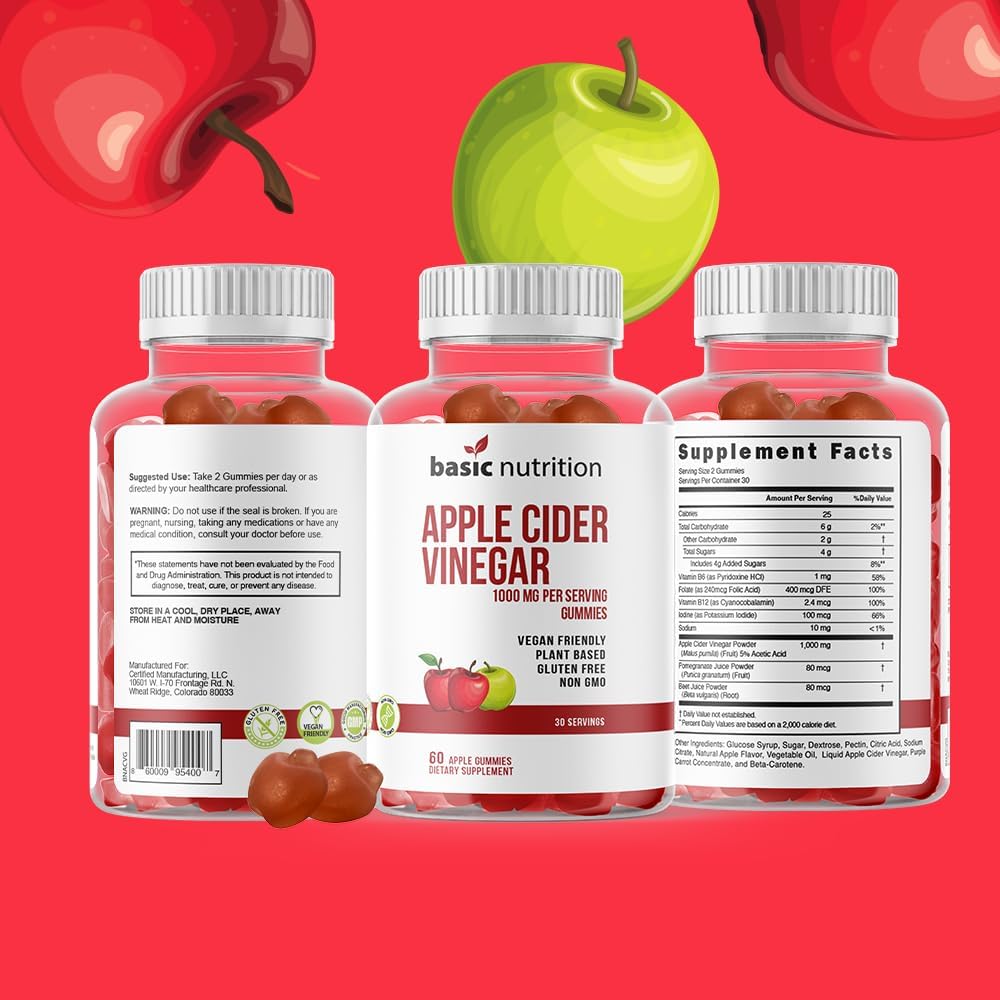 Suggested Use: Take 2 Gummies per day or as
directed by your healthcare professional.
WARNING: Do not use if the seal is broken. If you are
pregnant, nursing, taking any medications or have any
medical condition, consult your doctor before use.
*These statements have not been evaluated by the Food
and Drug Administration. This product is not intended to
diagnose, treat, cure, or prevent any disease.
STORE IN A COOL, DRY PLACE, AWAY
FROM HEAT AND MOISTURE
Manufactured For:
Certified Manufacturing, LLC
10601 W. I-70 Frontage Rd. N.
Wheat Ridge, Colorado 80033
BNACVG
8 60009 95400 7
GLUTEN FREE
VEGAN
FRIENDLY
GMP
basic nutrition
APPLE CIDER
VINEGAR
1000 MG PER SERVING
GUMMIES
VEGAN FRIENDLY
PLANT BASED
GLUTEN FREE
NON GMO
30 SERVINGS
60 APPLE GUMMIES
DIETARY SUPPLEMENT
Supplement Facts
Serving Size 2 Gummies
Servings Per Container 30
Amount Per Serving %Daily Value
Calories 25
Total Carbohydrate 6 g 2%**
Other Carbohydrate 2 g †
Total Sugars 4 g †
Includes 4g Added Sugars 8%**
Vitamin B6 (as Pyridoxine HCl) 1 mg 58%
Folate (as 240mcg Folic Acid) 400 mcg DFE 100%
Vitamin B12 (as Cyanocobalamin) 2.4 mcg 100%
Iodine (as Potassium Iodide) 100 mcg 66%
Sodium 10 mg <1%
Apple Cider Vinegar Powder 1,000 mg †
(Malus pumila) (Fruit) 5% Acetic Acid
Pomegranate Juice Powder 80 mcg †
(Punica granatum) (Fruit)
Beet Juice Powder 80 mcg †
(Beta vulgaris) (Root)
† Daily Value not established.
*Percent Daily Values are based on a 2,000 calorie diet.
Other Ingredients: Glucose Syrup, Sugar, Dextrose, Pectin, Citric Acid, Sodium
Citrate, Natural Apple Flavor, Vegetable Oil, Liquid Apple Cider Vinegar, Purple
Carrot Concentrate, and Beta-Carotene.